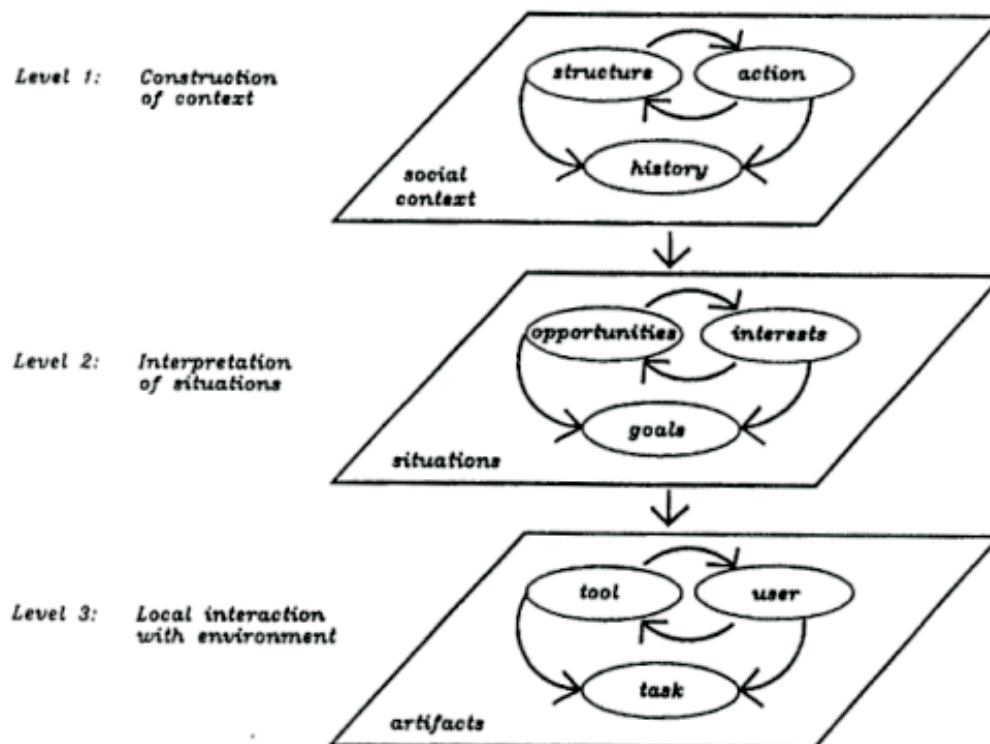 Level 1: Construction
of context
structure
action
history
social
context
Level 2: Interpretation
of situations
opportunities
interests
goals
situations
Level 3: Local interaction
with environment
tool
user
task
artifacts